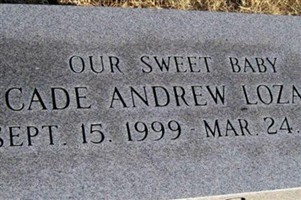 OUR SWEET BABY
CADE ANDREW LOZA
SEPT. 15, 1999 - MAR. 24,